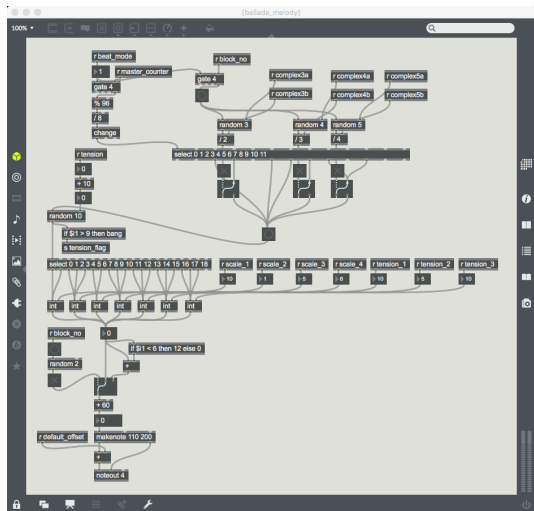 [ballade_melody]
100%
r beat_mode
r block_no
1
r master_counter
r complex3e
r complex4a
r complex5a
gate 4
gate 4
r complex3b
r complex4b
r complex5b
% 96
/ 8
random 3
random 4
random 5
change
/ 2
/ 3
/ 4
r tension
select 0 1 2 3 4 5 6 7 8 9 10 11
0
+ 10
0
random 10
if $i1 > 9 then bang
s tension_flag
select 0 1 2 3 4 5 6 7 8 9 10 11 12 13 14 15 16 17 18
r scale_1
r scale_2
r scale_3
r scale_4
r tension_1
r tension_2
r tension_3
10
1
5
6
10
5
10
int
int
int
int
int
int
int
r block_no
0
if $i1 < 6 then 12 else 0
random 2
+
+ 60
0
r default_offset
makenote 110 200
+
noteout 4